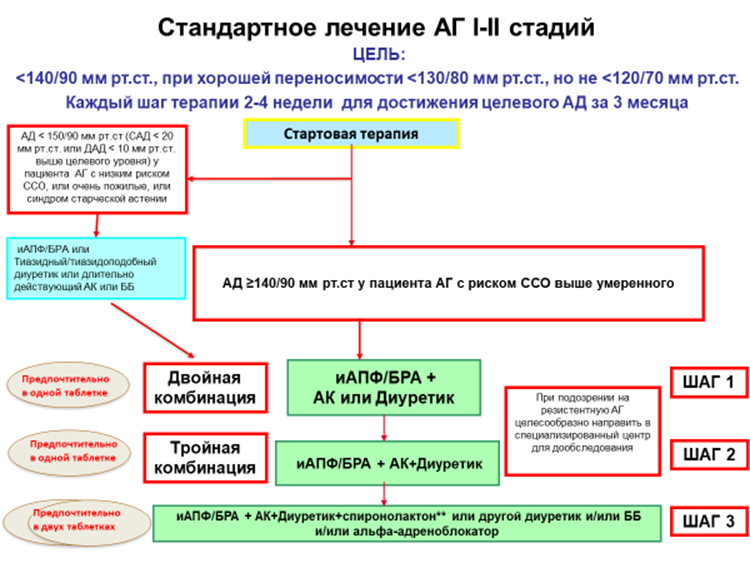 Стандартное лечение АГ I-II стадий
ЦЕЛЬ:
<140/90 мм рт.ст., при хорошей переносимости <130/80 мм рт.ст., но не <120/70 мм рт.ст.
Каждый шаг терапии 2-4 недели для достижения целевого АД за 3 месяца
Стартовая терапия
АД < 150/90 мм рт.ст (САД < 20
мм рт.ст. или ДАД < 10 мм рт.ст.
выше целевого уровня) у
пациента АГ с низким риском
ССО, или очень пожилые, или
синдром старческой астении
иАПФ/БРА или
Тиазидный/тиазидоподобный
диуретик или длительно
действующий АК или ББ
АД ≥140/90 мм рт.ст у пациента АГ с риском ССО выше умеренного
Предпочтительно
в одной таблетке
Двойная
комбинация
иАПФ/БРА +
АК или Диуретик
ШАГ 1
При подозрении на
резистентную АГ
целесообразно направить в
специализированный центр
для дообследования
Предпочтительно
в одной таблетке
Тройная
комбинация
иАПФ/БРА + АК+Диуретик
ШАГ 2
Предпочтительно
в двух таблетках
иАПФ/БРА + АК+Диуретик+спиронолактон** или другой диуретик и/или ББ
и/или альфа-адреноблокатор
ШАГ 3